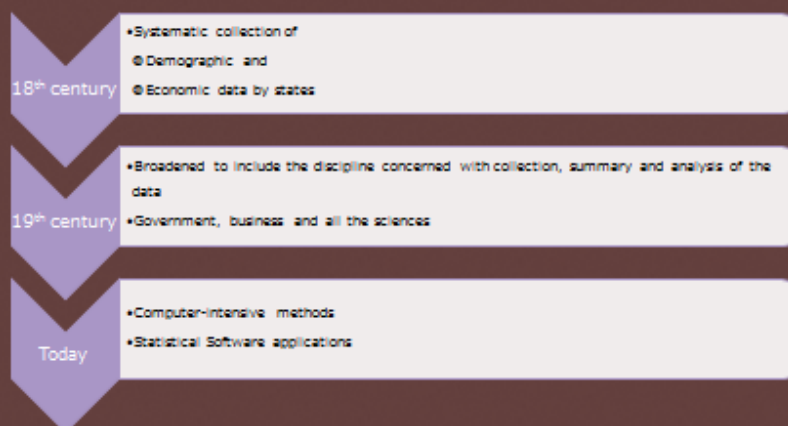 18th century
•Systematic collection of
Demographic and
Economic data by states
19th century
•Broadened to include the discipline concerned with collection, summary and analysis of the
data
•Government, business and all the sciences
Today
•Computer-intensive methods
•Statistical Software applications